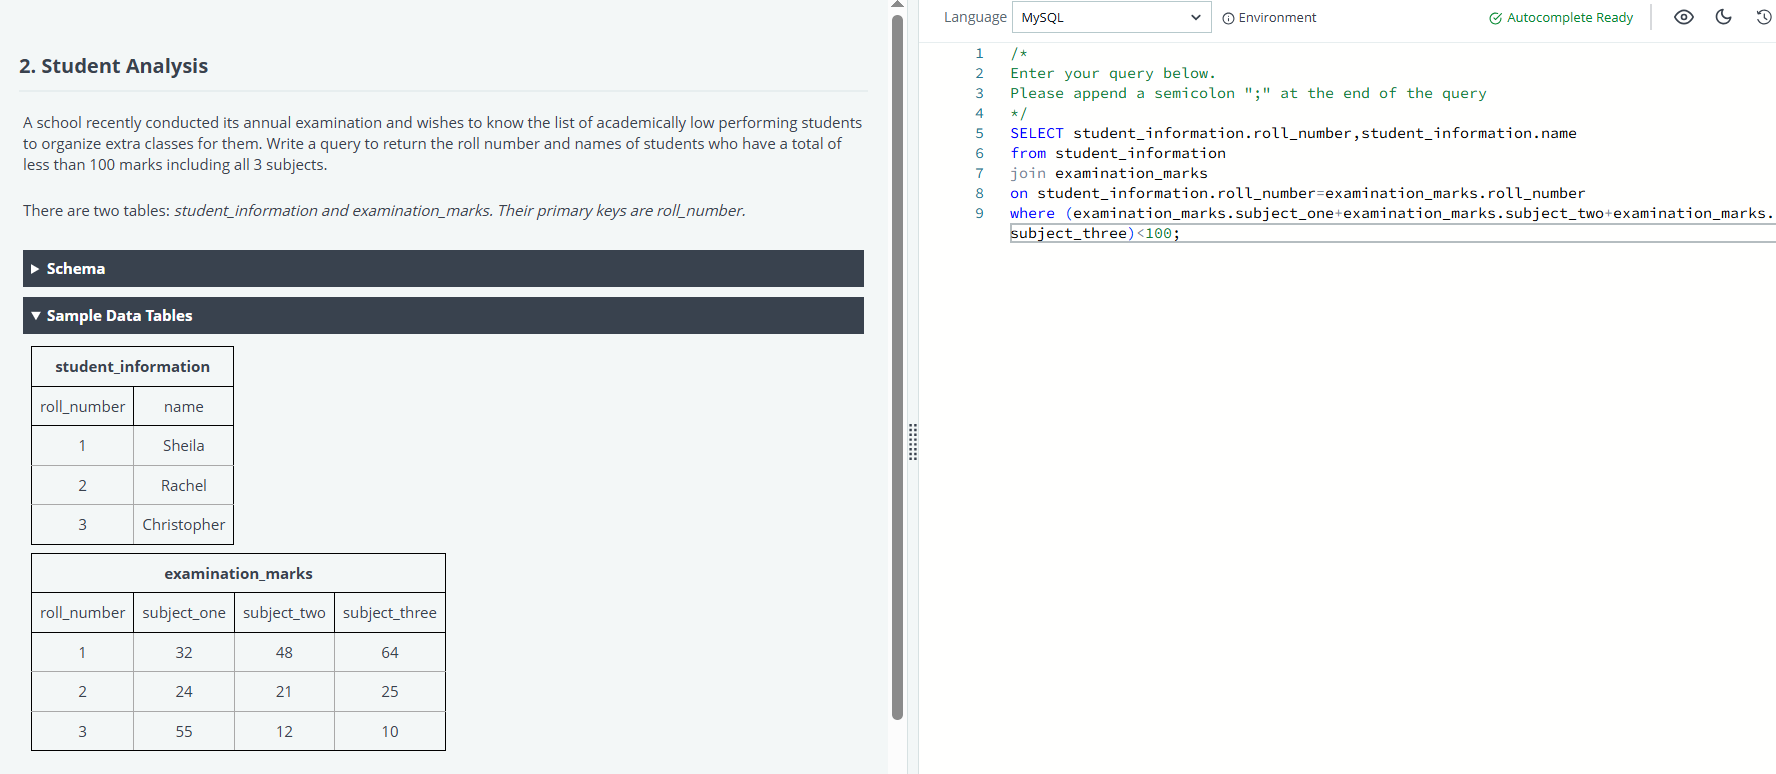 2. Student Analysis
A school recently conducted its annual examination and wishes to know the list of academically low performing students
to organize extra classes for them. Write a query to return the roll number and names of students who have a total of
less than 100 marks including all 3 subjects.
There are two tables: student_information and examination_marks. Their primary keys are roll_number.
Schema
Sample Data Tables
student_information
roll_number name
1 Sheila
2 Rachel
3 Christopher
examination_marks
roll_number subject_one subject_two subject_three
1 32 48 64
2 24 21 25
3 55 12 10
Language MySQL Environment Autocomplete Ready
1 /*
2 Enter your query below.
3 Please append a semicolon ";" at the end of the query
4 */
5 SELECT student_information.roll_number,student_information.name
6 from student_information
7 join examination_marks
8 on student_information.roll_number=examination_marks.roll_number
9 where (examination_marks.subject_one+examination_marks.subject_two+examination_marks.
subject_three)<100;